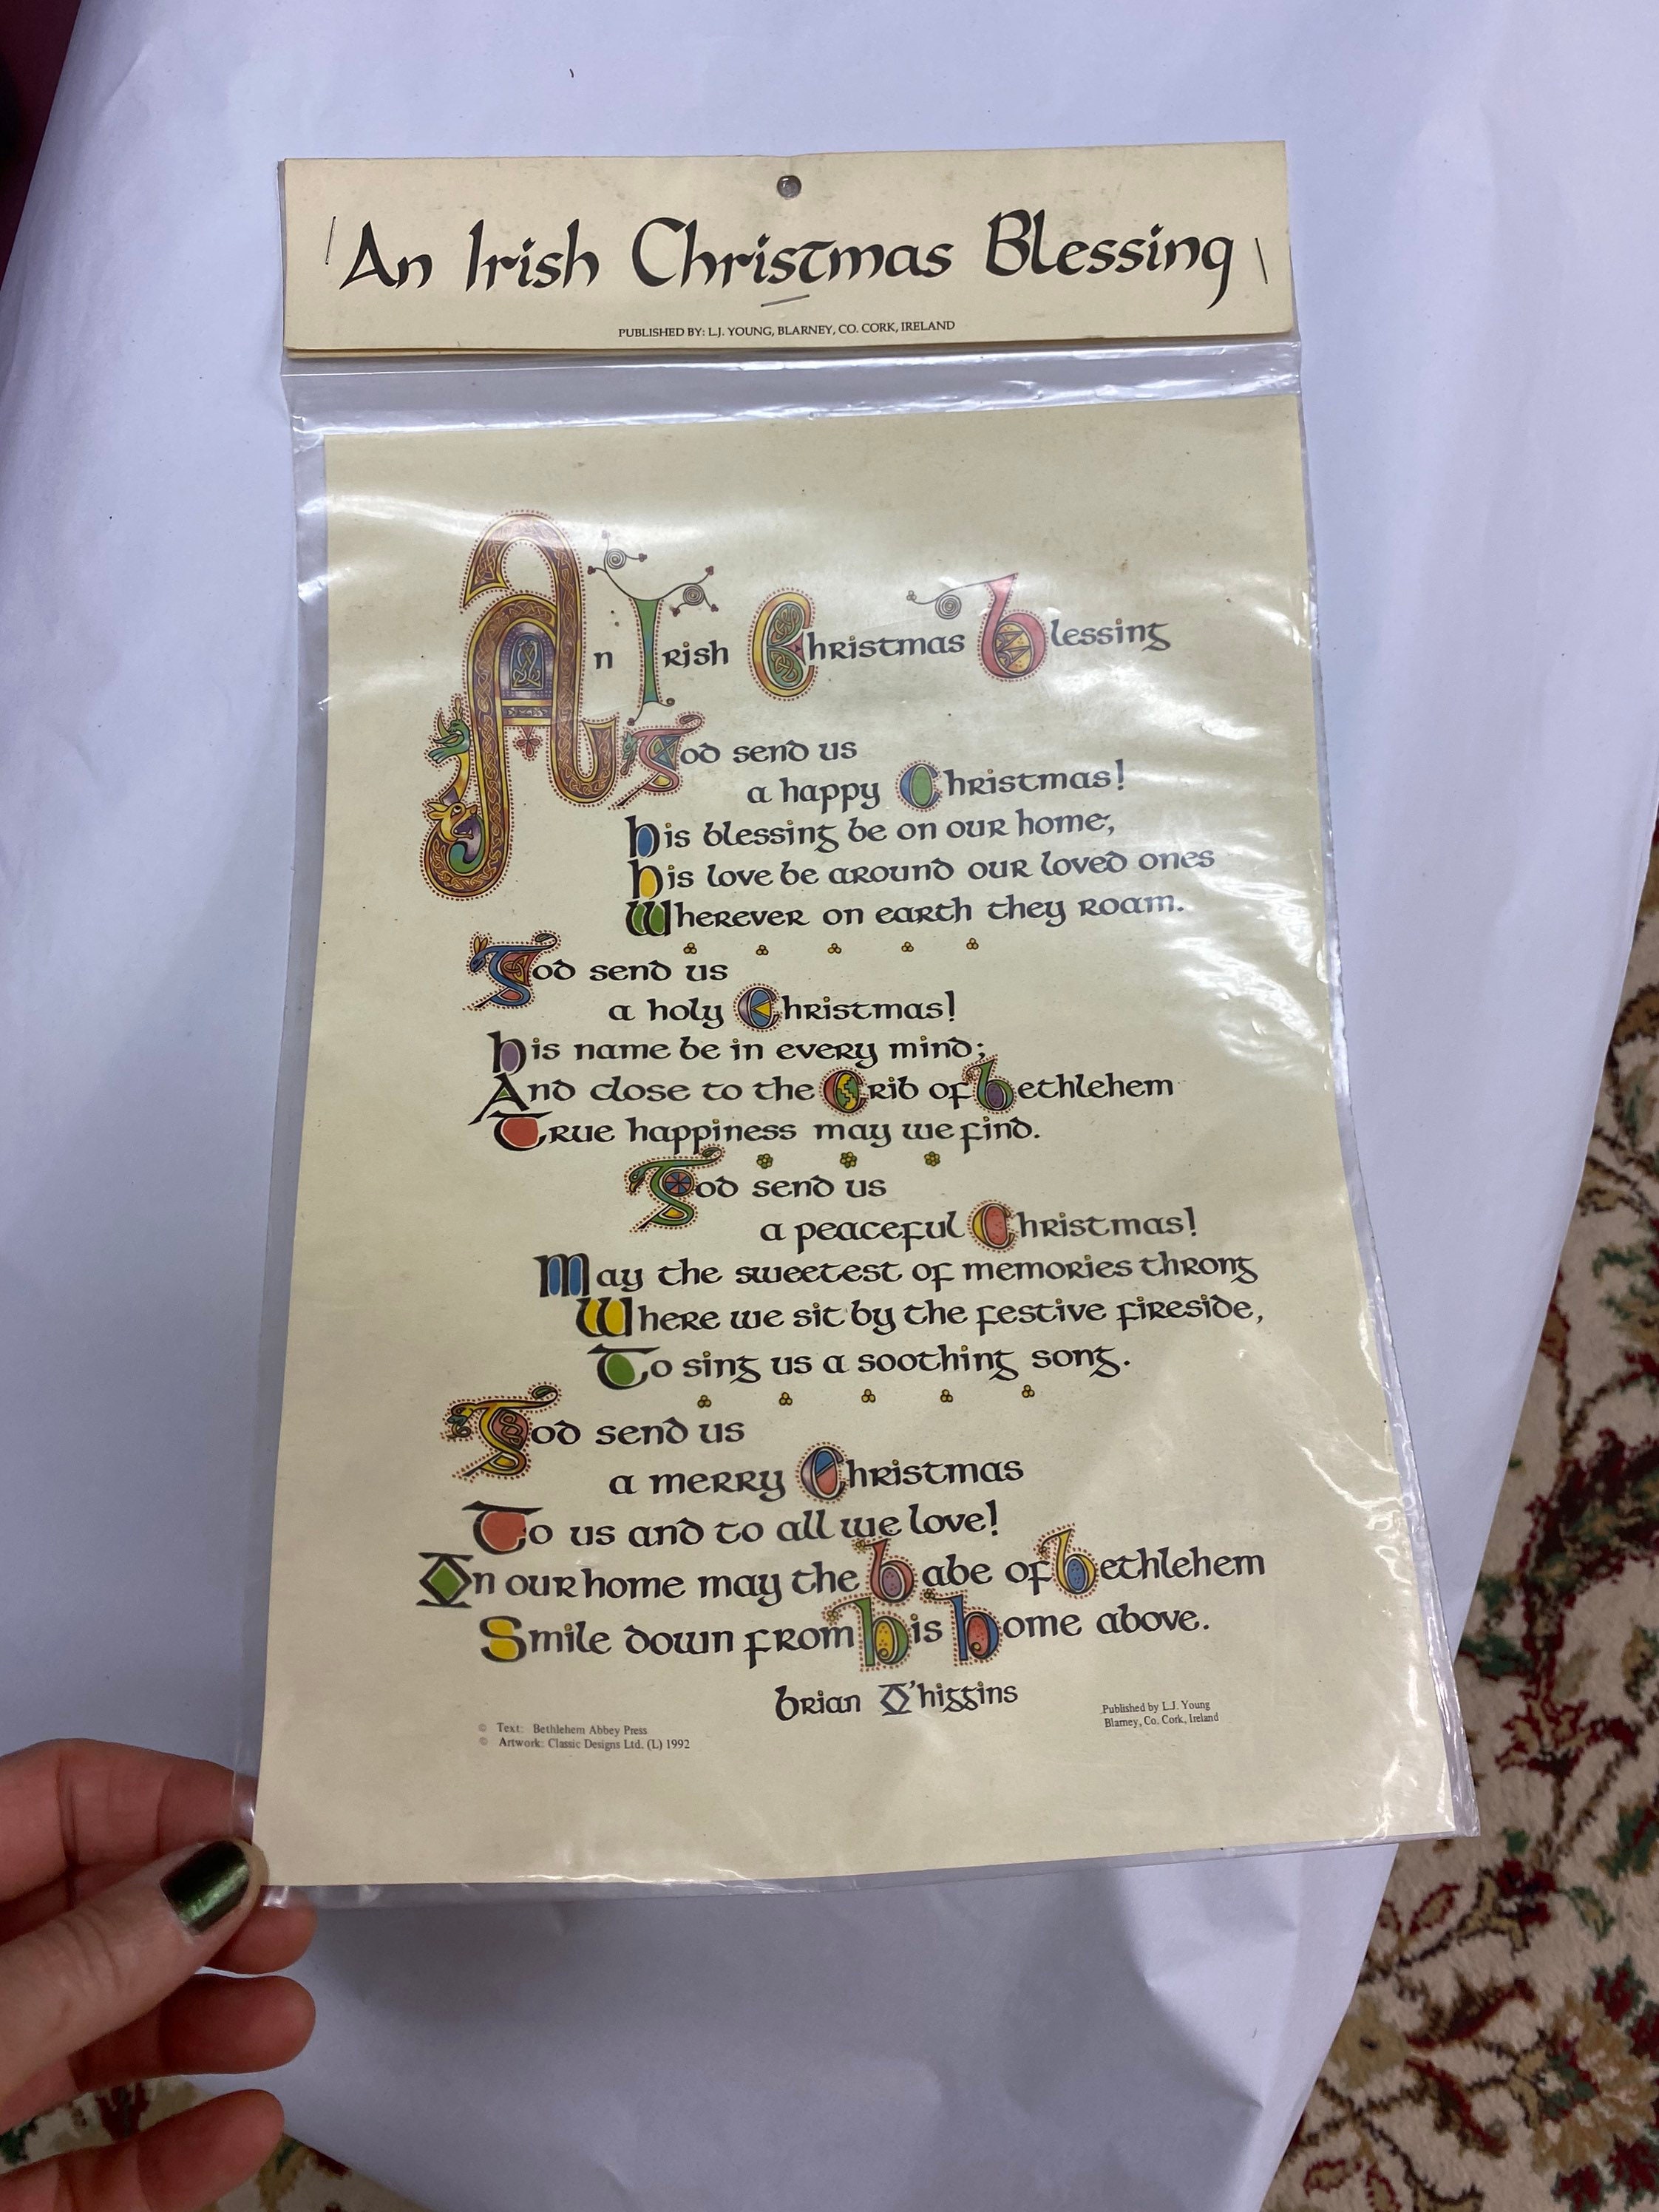 An Irish Christmas Blessing
PUBLISHED BY: L.J. YOUNG, BLARNEY, CO. CORK, IRELAND
An Irish Christmas Blessing
God send us
a happy Christmas!
His blessing be on our home,
His love be around our loved ones
Wherever on earth they roam.
God send us
a holy Christmas!
His name be in every mind;
And close to the Crib of Bethlehem
True happiness may we find.
God send us
a peaceful Christmas!
May the sweetest of memories throng
Where we sit by the festive fireside,
To sing us a soothing song.
God send us
a merry Christmas
To us and to all we love!
On our home may the Babe of Bethlehem
Smile down from His Home above.
Brian O'Higgins
© Text: Bethlehem Abbey Press
© Artwork: Classic Designs Ltd. (L) 1992
Published by L.J. Young
Blarney, Co. Cork, Ireland